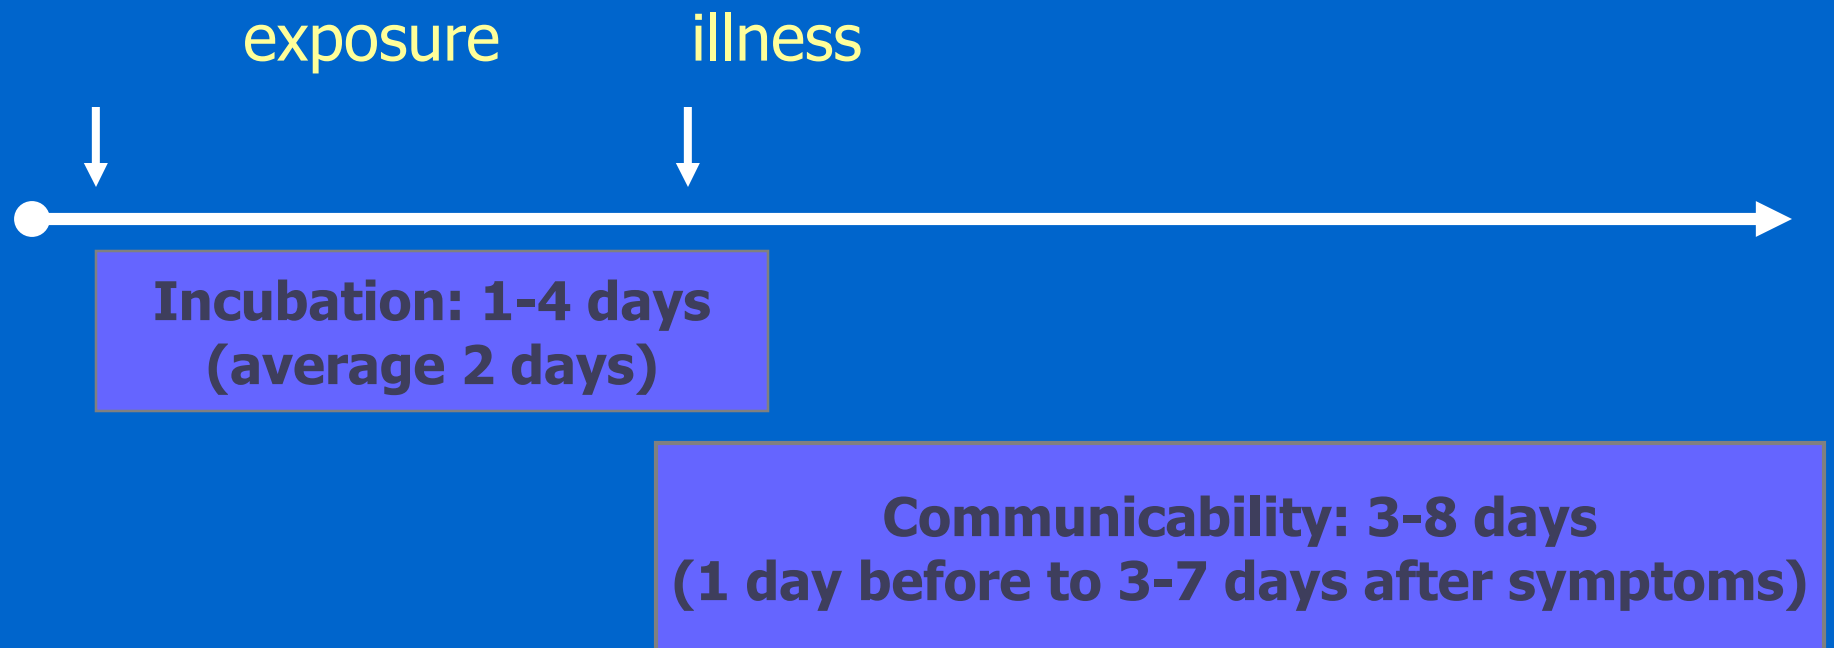 exposure illness
Incubation: 1-4 days
(average 2 days)
Communicability: 3-8 days
(1 day before to 3-7 days after symptoms)